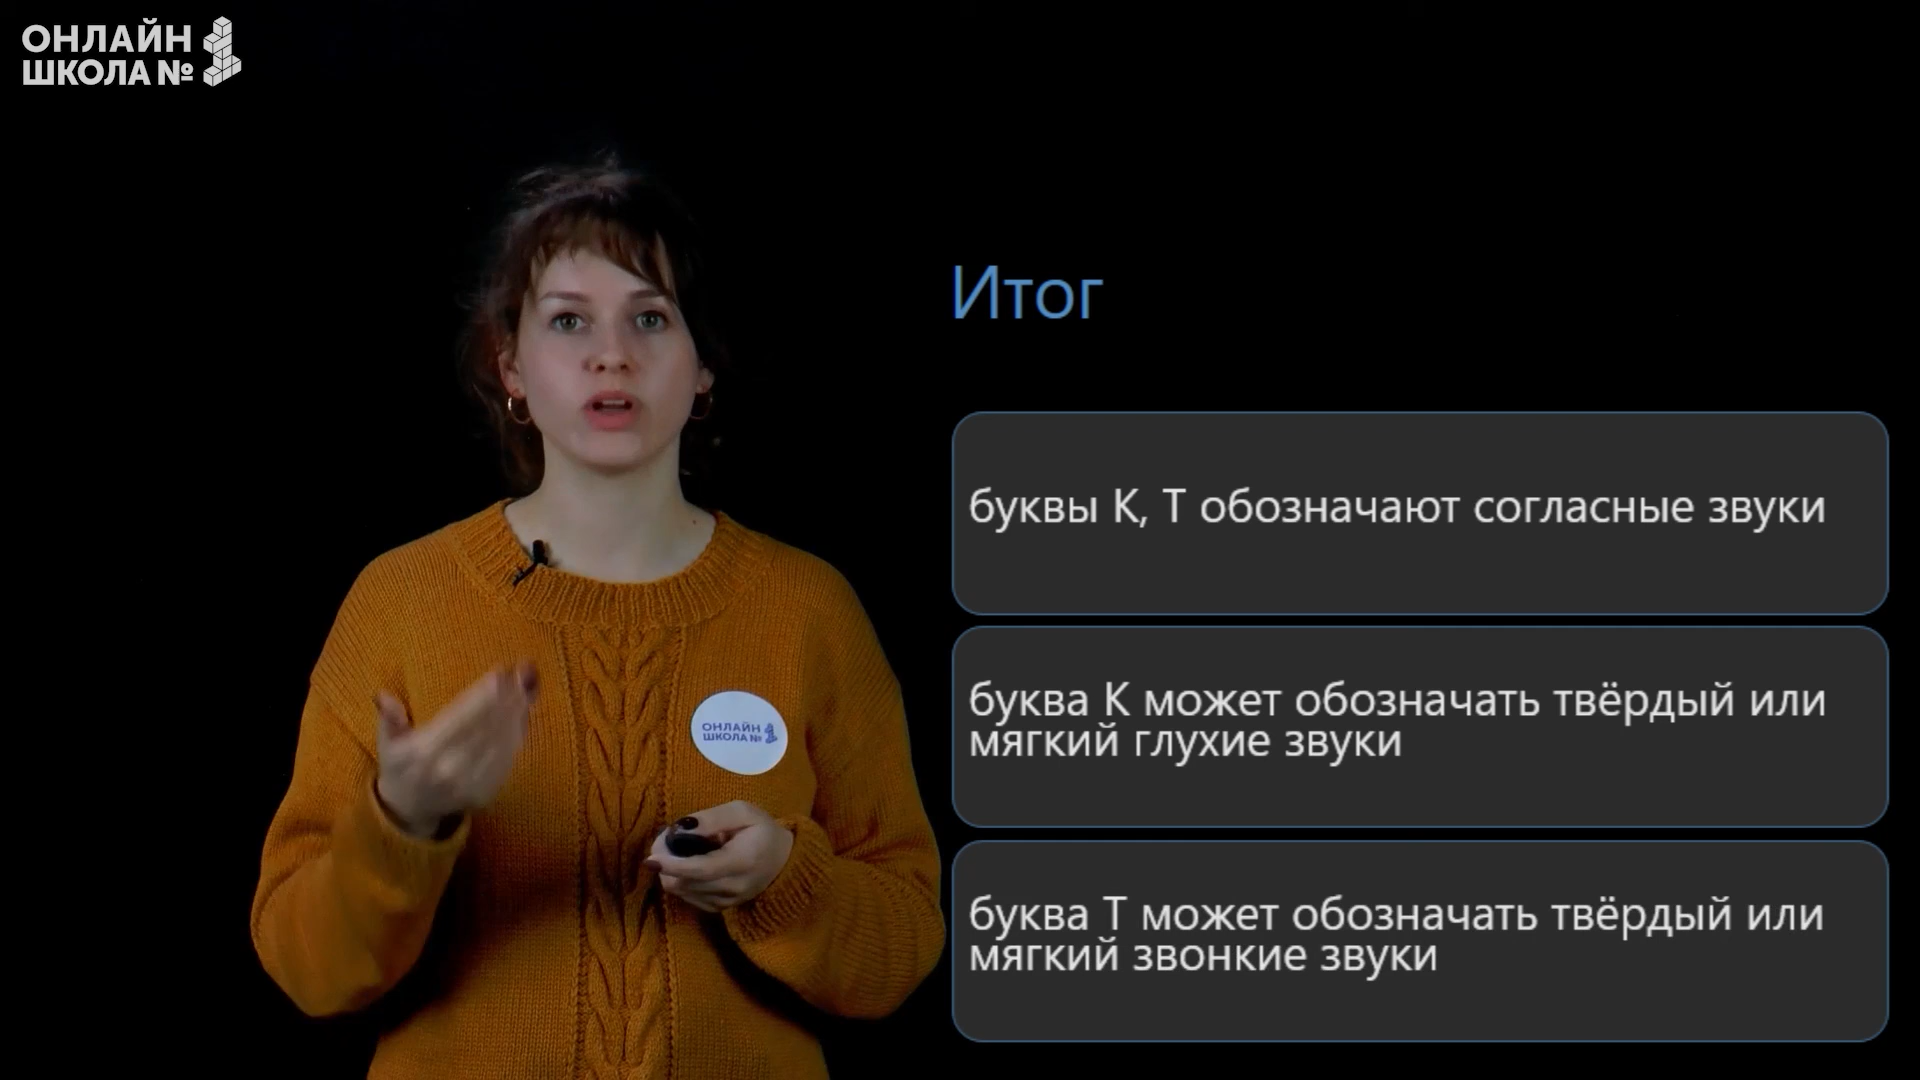 ОНЛАЙН
ШКОЛА №
Итог
буквы К, Т обозначают согласные звуки
буква К может обозначать твёрдый или
мягкий глухие звуки
буква Т может обозначать твёрдый или
мягкий звонкие звуки
ОНЛАЙН
ШКОЛА №